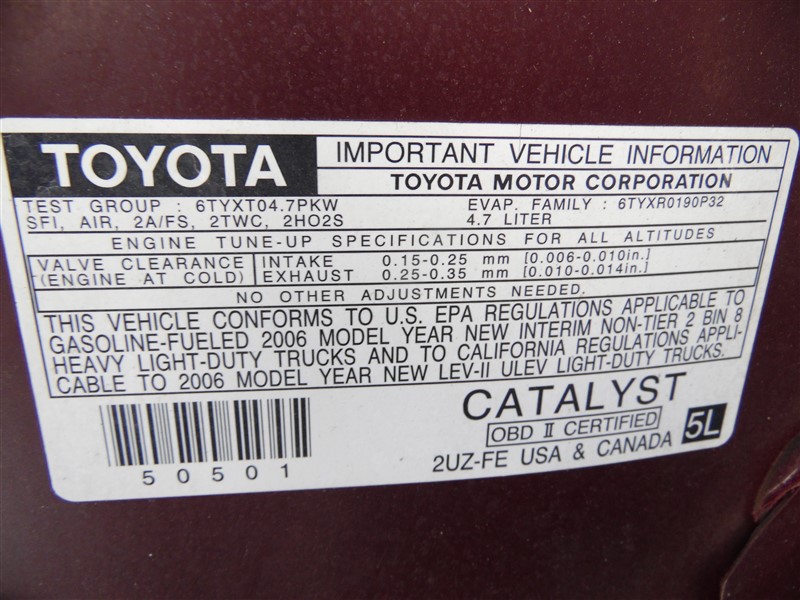 TOYOTA
IMPORTANT VEHICLE INFORMATION
TOYOTA MOTOR CORPORATION
TEST GROUP : 6TYXT04.7PKW EVAP. FAMILY : 6TYXR0190P32
SFI, AIR, 2A/FS, 2TWC, 2HO2S 4.7 LITER
ENGINE TUNE-UP SPECIFICATIONS FOR ALL ALTITUDES
VALVE CLEARANCE INTAKE 0.15-0.25 mm [0.006-0.010in.]
(ENGINE AT COLD) EXHAUST 0.25-0.35 mm [0.010-0.014in.]
NO OTHER ADJUSTMENTS NEEDED.
THIS VEHICLE CONFORMS TO U.S. EPA REGULATIONS APPLICABLE TO
GASOLINE-FUELED 2006 MODEL YEAR NEW INTERIM NON-TIER 2 BIN 8
HEAVY LIGHT-DUTY TRUCKS AND TO CALIFORNIA REGULATIONS APPLI-
CABLE TO 2006 MODEL YEAR NEW LEV-II ULEV LIGHT-DUTY TRUCKS.
CATALYST
OBD II CERTIFIED
5L
2UZ-FE USA & CANADA
50501